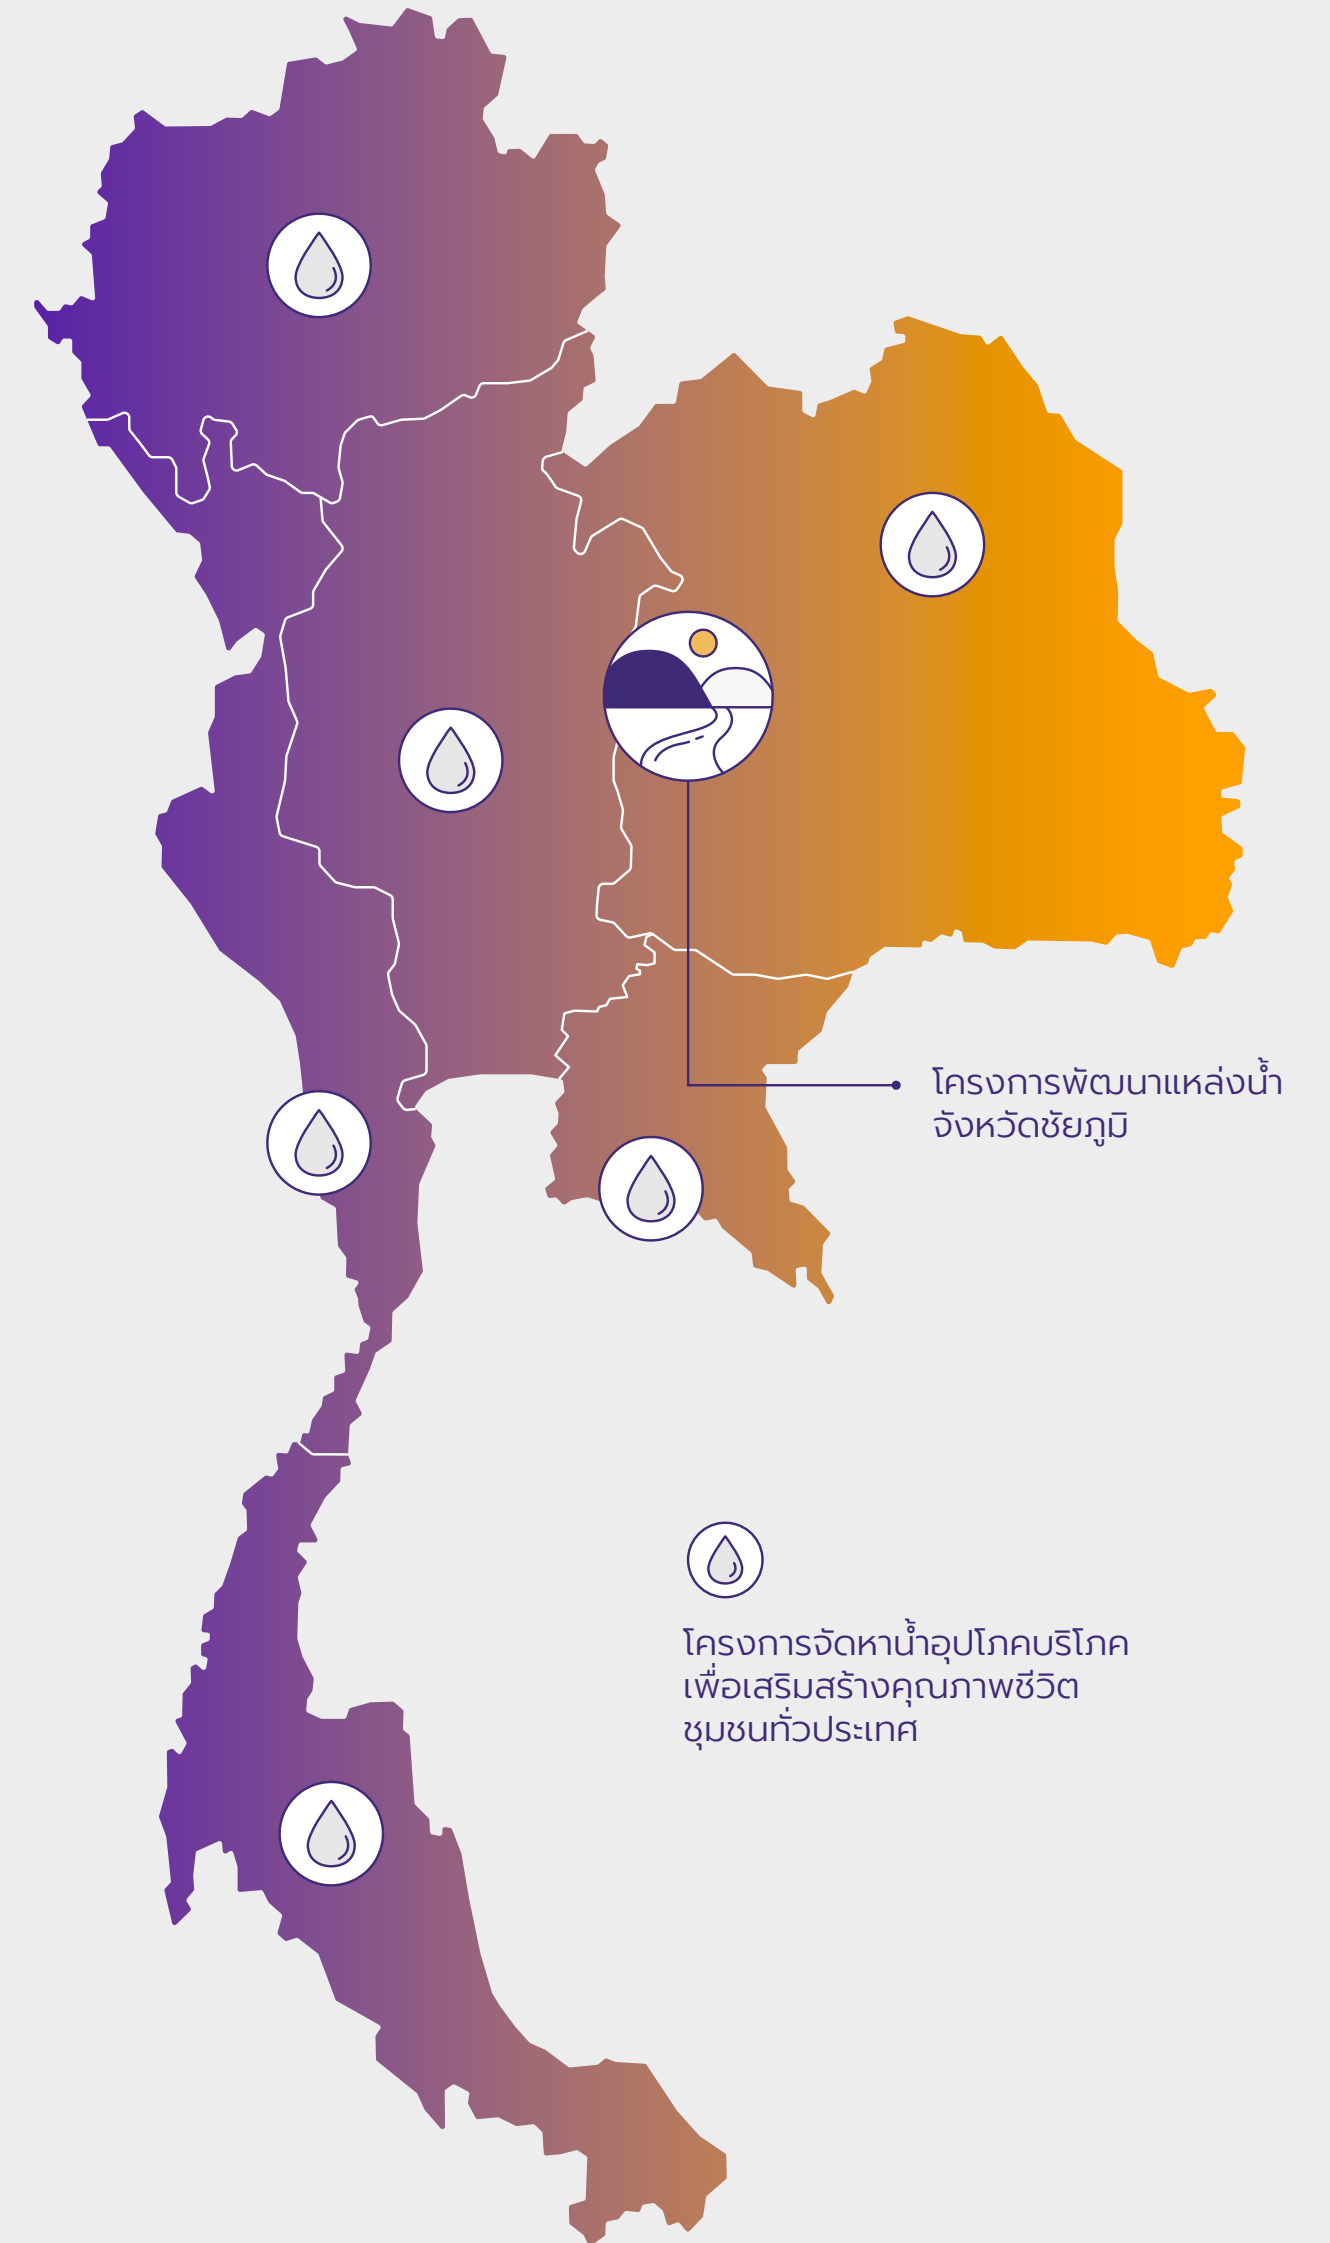 โครงการพัฒนาแหล่งน้ำ
จังหวัดชัยภูมิ
โครงการจัดหาน้ำอุปโภคบริโภค
เพื่อเสริมสร้างคุณภาพชีวิต
ชุมชนทั่วประเทศ